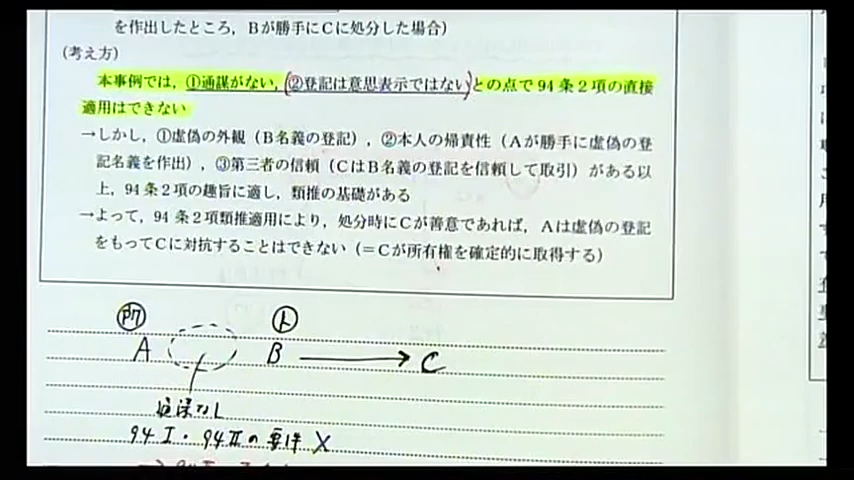 を作出したところ，Bが勝手にCに処分した場合）
（考え方）
本事例では，①通謀がない，（②登記は意思表示ではない）との点で94条2項の直接
適用はできない
→しかし，①虚偽の外観（B名義の登記），②本人の帰責性（Aが勝手に虚偽の登
記名義を作出），③第三者の信頼（CはB名義の登記を信頼して取引）がある以
上，94条2項の趣旨に適し，類推の基礎がある
→よって，94条2項類推適用により，処分時にCが善意であれば，Aは虚偽の登記
をもってCに対抗することはできない（＝Cが所有権を確定的に取得する）
A B → C
通謀なし
94Ⅰ・94Ⅱの要件 X